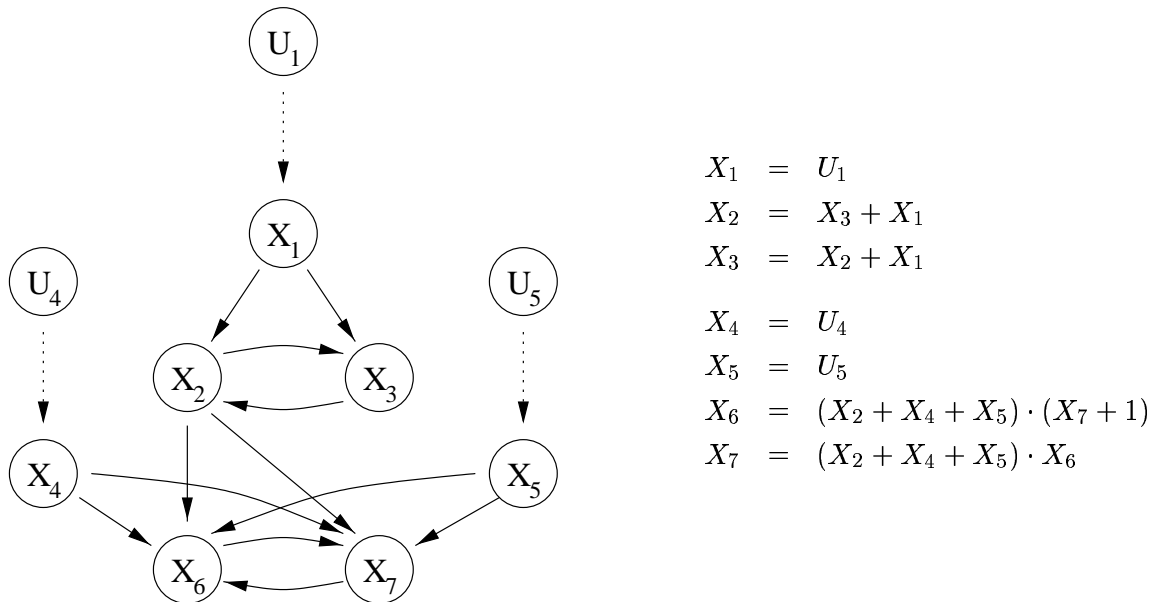 U₁
X₁
U₄
U₅
X₂
X₃
X₄
X₅
X₆
X₇
X₁ = U₁
X₂ = X₃ + X₁
X₃ = X₂ + X₁
X₄ = U₄
X₅ = U₅
X₆ = (X₂ + X₄ + X₅) · (X₇ + 1)
X₇ = (X₂ + X₄ + X₅) · X₆